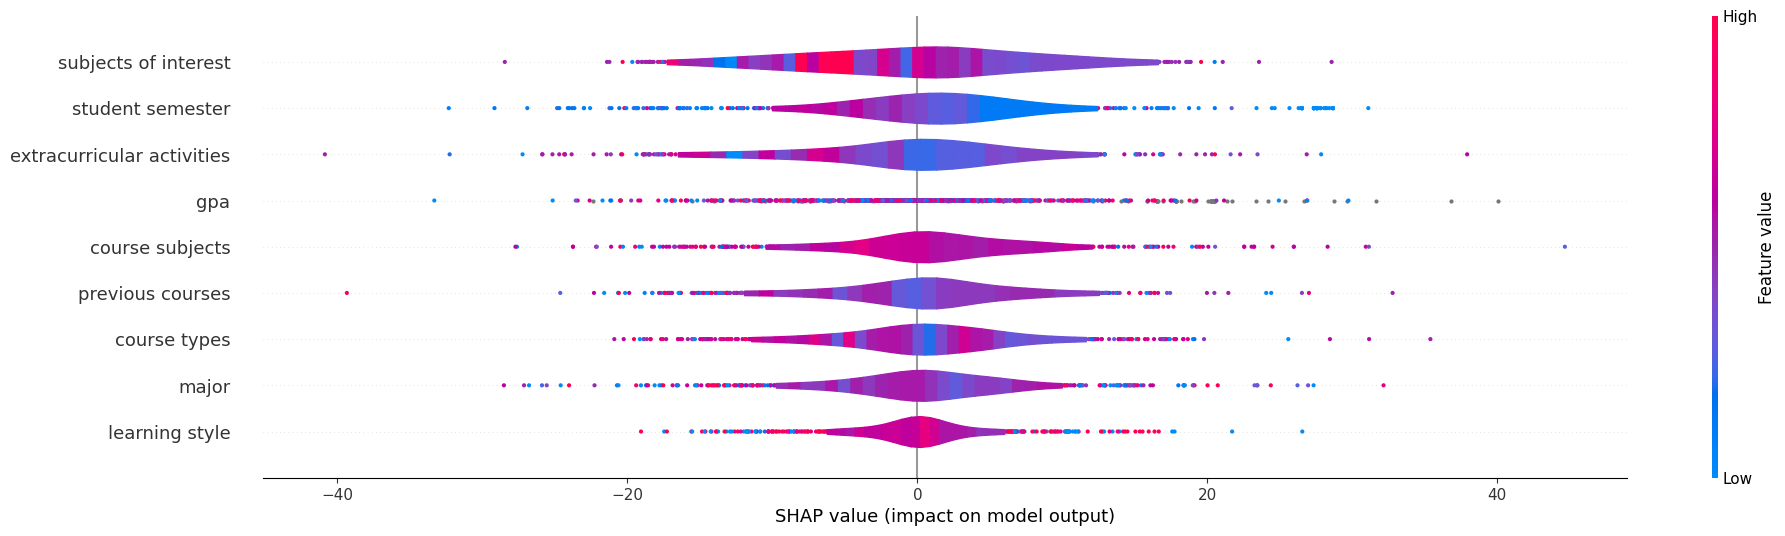 High
subjects of interest
student semester
extracurricular activities
gpa
course subjects
previous courses
course types
major
learning style
Feature value
Low
−40 −20 0 20 40
SHAP value (impact on model output)